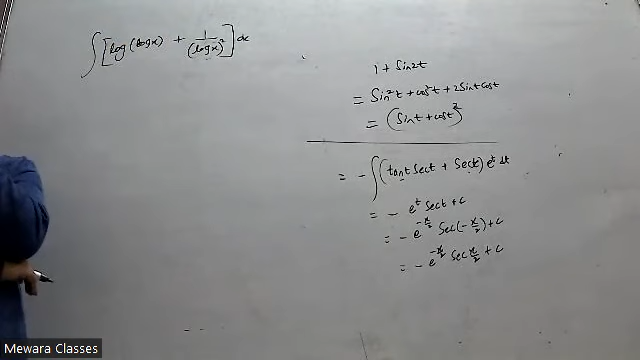 ∫[log(logx) + 1/(logx)²]dx
1 + Sin2t
= Sin²t + cos²t + 2Sint cost
= (Sint + cost)²
= - ∫(tant Sect + Sect) eᵗ dt
= - eᵗ Sect + c
= - e^(-x/2) Sec(-x/2) + c
= - e^(-x/2) Sec x/2 + c
Mewara Classes